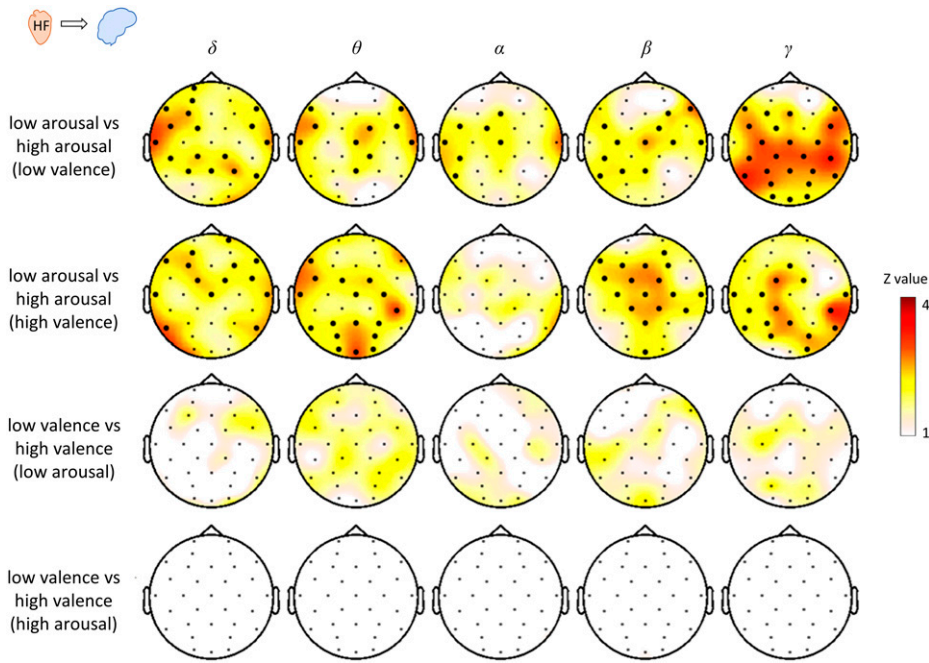 HF
δ θ α β γ
low arousal vs
high arousal
(low valence)
low arousal vs
high arousal
(high valence)
Z value
4
1
low valence vs
high valence
(low arousal)
low valence vs
high valence
(high arousal)